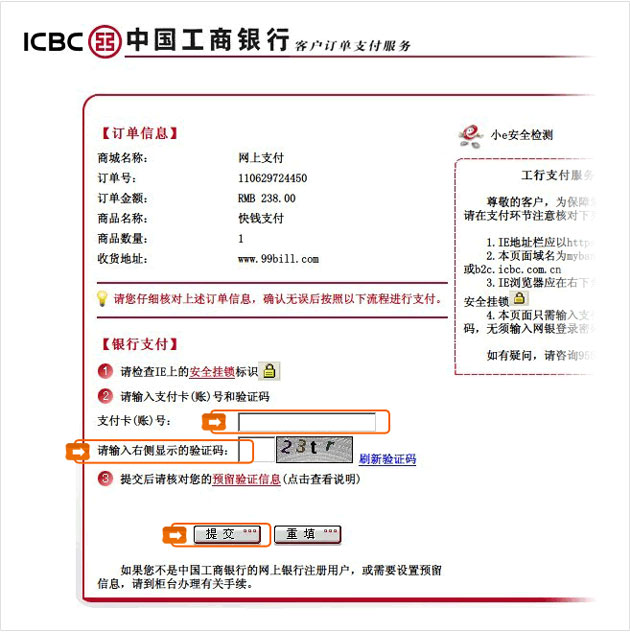 ICBC 中国工商银行 客户订单支付服务
【订单信息】
商城名称： 网上支付
订单号： 110629724450
订单金额： RMB 238.00
商品名称： 快钱支付
商品数量： 1
收货地址： www.99bill.com
请您仔细核对上述订单信息，确认无误后按照以下流程进行支付。
【银行支付】
1 请检查IE上的安全挂锁标识
2 请输入支付卡(账)号和验证码
支付卡(账)号：
请输入右侧显示的验证码： 23tr 刷新验证码
3 提交后请核对您的预留验证信息(点击查看说明)
提 交 重 填
如果您不是中国工商银行的网上银行注册用户，或需要设置预留
信息，请到柜台办理有关手续。
小e安全检测
工行支付服务
尊敬的客户，为保障
请在支付环节注意核对下
1.IE地址栏应以http
2.本页面域名为myban
或b2c.icbc.com.cn
3.IE浏览器应在右下
安全挂锁
4.本页面只需输入支
码，无须输入网银登录密
如有疑问，请咨询955